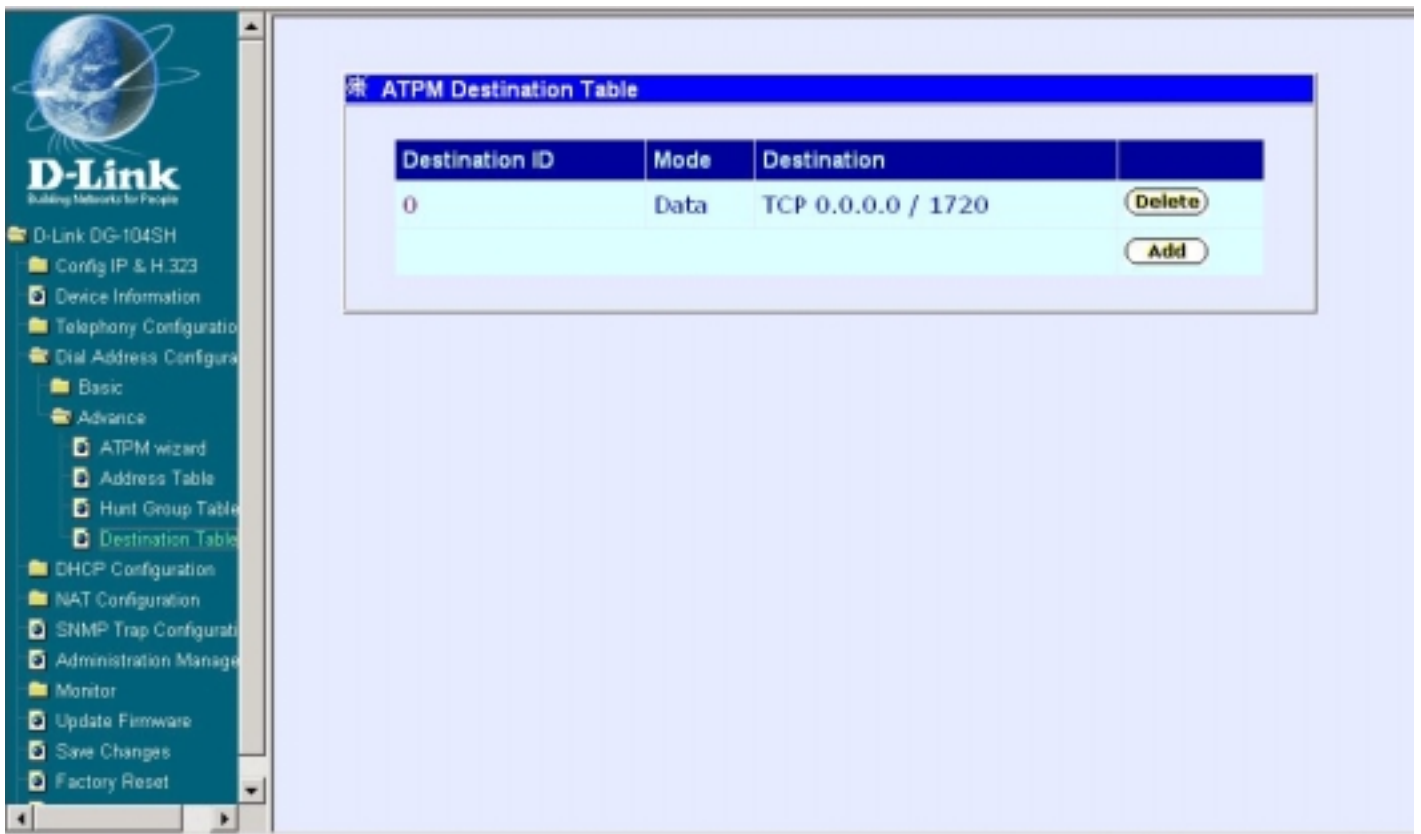 D-Link
Building Networks for People
D-Link DG-104SH
Config IP & H.323
Device Information
Telephony Configuratio
Dial Address Configura
Basic
Advance
ATPM wizard
Address Table
Hunt Group Table
Destination Table
DHCP Configuration
NAT Configuration
SNMP Trap Configurati
Administration Manage
Monitor
Update Firmware
Save Changes
Factory Reset
ATPM Destination Table
Destination ID Mode Destination
0 Data TCP 0.0.0.0 / 1720 Delete
Add